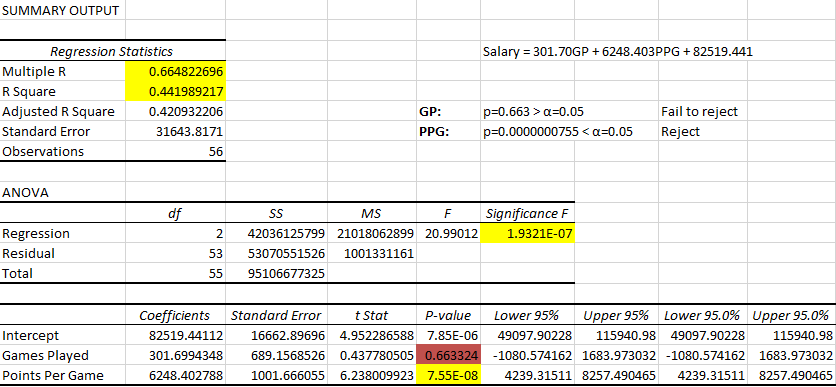 SUMMARY OUTPUT
Regression Statistics Salary = 301.70GP + 6248.403PPG + 82519.441
Multiple R 0.664822696
R Square 0.441989217
Adjusted R Square 0.420932206 GP: p=0.663 > α=0.05 Fail to reject
Standard Error 31643.8171 PPG: p=0.0000000755 < α=0.05 Reject
Observations 56
ANOVA
df SS MS F Significance F
Regression 2 42036125799 21018062899 20.99012 1.9321E-07
Residual 53 53070551526 1001331161
Total 55 95106677325
Coefficients Standard Error t Stat P-value Lower 95% Upper 95% Lower 95.0% Upper 95.0%
Intercept 82519.44112 16662.89696 4.952286588 7.85E-06 49097.90228 115940.98 49097.90228 115940.98
Games Played 301.6994348 689.1568526 0.437780505 0.663324 -1080.574162 1683.973032 -1080.574162 1683.973032
Points Per Game 6248.402788 1001.666055 6.238009923 7.55E-08 4239.31511 8257.490465 4239.31511 8257.490465